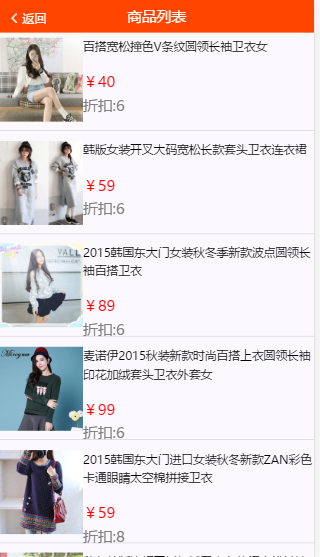 返回
商品列表
百搭宽松撞色V条纹圆领长袖卫衣女
￥40
折扣:6
韩版女装开叉大码宽松长款套头卫衣连衣裙
￥59
折扣:6
2015韩国东大门女装秋冬季新款波点圆领长
袖百搭卫衣
￥89
折扣:6
麦诺伊2015秋装新款时尚百搭上衣圆领长袖
印花加绒套头卫衣外套女
￥99
折扣:6
2015韩国东大门进口女装秋冬新款ZAN彩色
卡通眼睛太空棉拼接卫衣
￥59
折扣:8